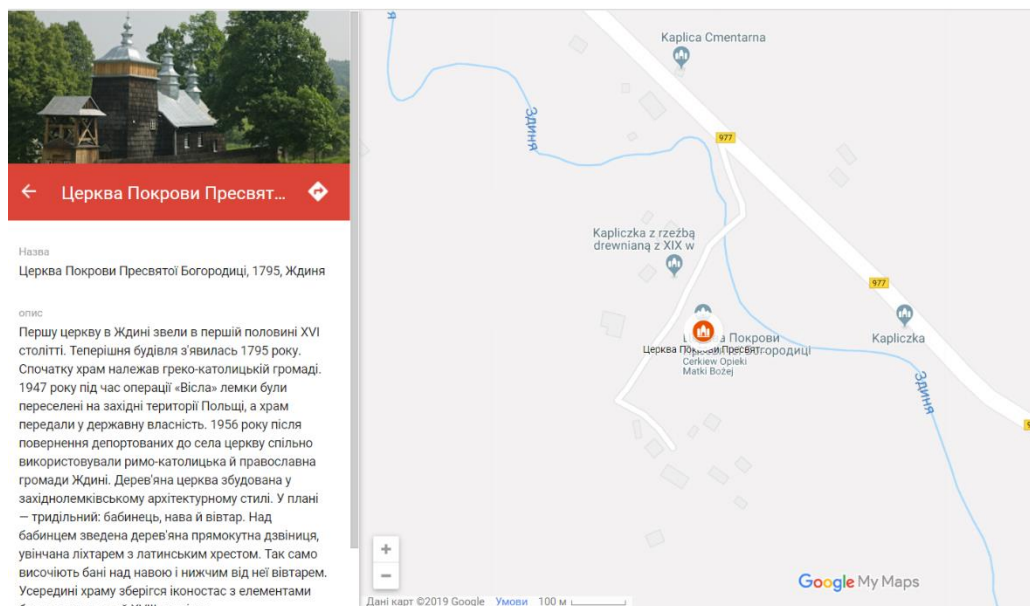 Церква Покрови Пресвят...
Назва
Церква Покрови Пресвятої Богородиці, 1795, Ждиня
опис
Першу церкву в Ждині звели в першій половині XVI
столітті. Теперішня будівля з'явилась 1795 року.
Спочатку храм належав греко-католицькій громаді.
1947 року під час операції «Вісла» лемки були
переселені на західні території Польщі, а храм
передали у державну власність. 1956 року після
повернення депортованих до села церкву спільно
використовували римо-католицька й православна
громади Ждині. Дерев'яна церква збудована у
західнолемківському архітектурному стилі. У плані
— тридільний: бабинець, нава й вівтар. Над
бабинцем зведена дерев'яна прямокутна дзвіниця,
увінчана ліхтарем з латинським хрестом. Так само
височіють бані над навою і нижчим від неї вівтарем.
Усередині храму зберігся іконостас з елементами
Kaplica Cmentarna
Здиня
977
Kapliczka z rzeźbą
drewnianą z XIX w
977
Kapliczka
Покрови
Церква Покрови Пресвят...
Cerkiew Opieki
Matki Bożej
Здиня
Google My Maps
Дані карт ©2019 Google Умови 100 м